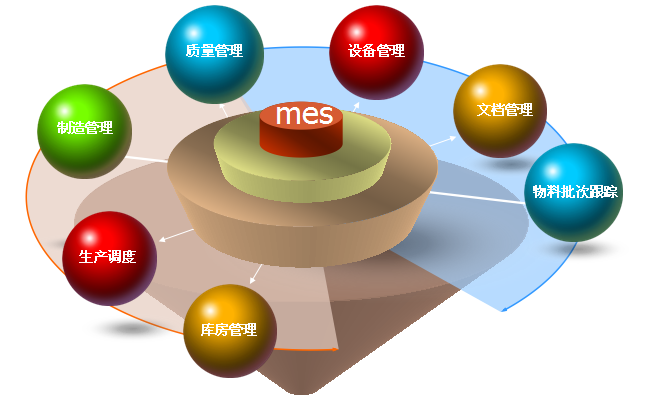 质量管理
设备管理
mes
文档管理
制造管理
物料批次跟踪
生产调度
库房管理